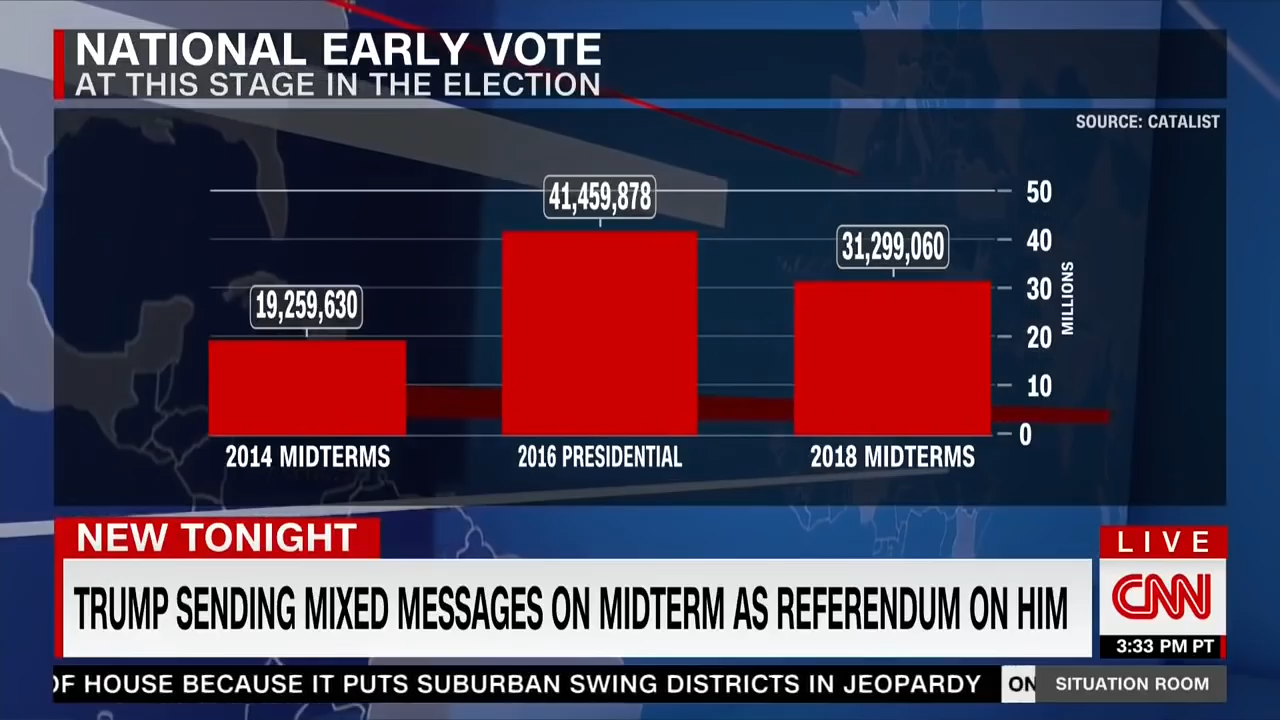 NATIONAL EARLY VOTE
AT THIS STAGE IN THE ELECTION
SOURCE: CATALIST
41,459,878
31,299,060
19,259,630
50
40
30
20
10
0
MILLIONS
2014 MIDTERMS
2016 PRESIDENTIAL
2018 MIDTERMS
NEW TONIGHT
TRUMP SENDING MIXED MESSAGES ON MIDTERM AS REFERENDUM ON HIM
LIVE
CNN
3:33 PM PT
OF HOUSE BECAUSE IT PUTS SUBURBAN SWING DISTRICTS IN JEOPARDY
ON
SITUATION ROOM